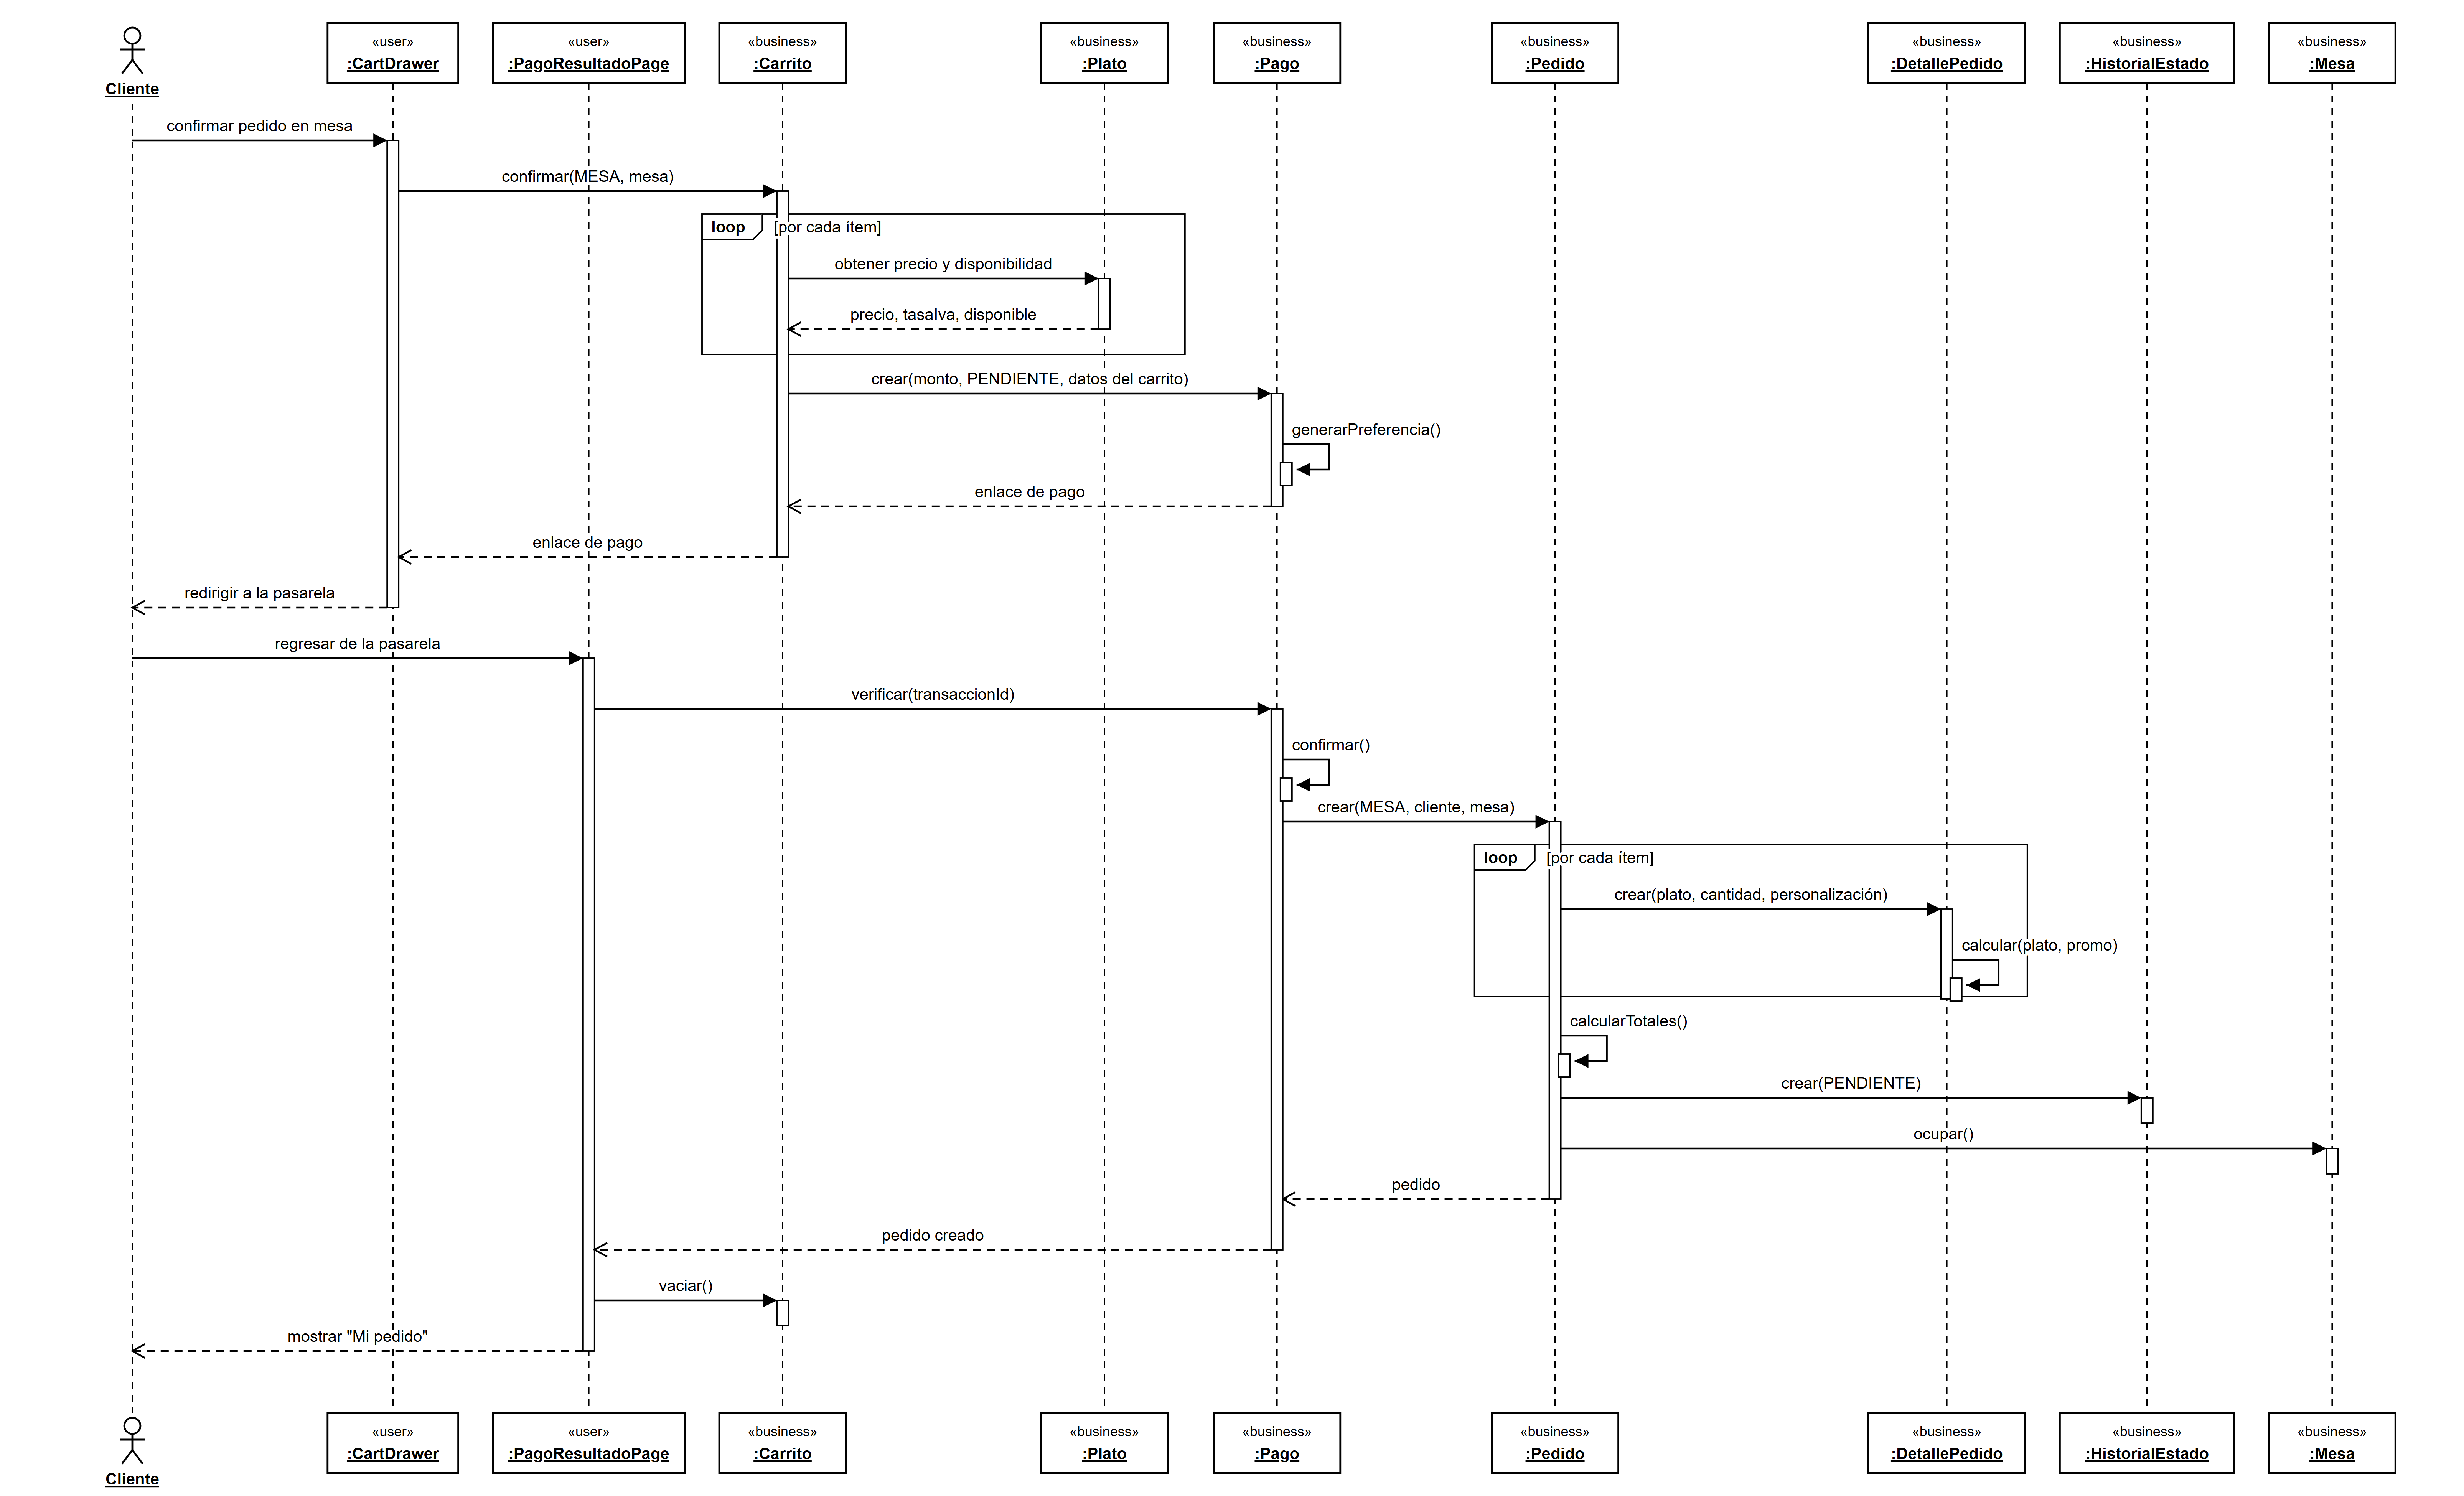 Cliente
«user»
:CartDrawer
«user»
:PagoResultadoPage
«business»
:Carrito
«business»
:Plato
«business»
:Pago
«business»
:Pedido
«business»
:DetallePedido
«business»
:HistorialEstado
«business»
:Mesa
confirmar pedido en mesa
confirmar(MESA, mesa)
loop
[por cada ítem]
obtener precio y disponibilidad
precio, tasaIva, disponible
crear(monto, PENDIENTE, datos del carrito)
generarPreferencia()
enlace de pago
enlace de pago
redirigir a la pasarela
regresar de la pasarela
verificar(transaccionId)
confirmar()
crear(MESA, cliente, mesa)
loop
[por cada ítem]
crear(plato, cantidad, personalización)
calcular(plato, promo)
calcularTotales()
crear(PENDIENTE)
ocupar()
pedido
pedido creado
vaciar()
mostrar "Mi pedido"
Cliente
«user»
:CartDrawer
«user»
:PagoResultadoPage
«business»
:Carrito
«business»
:Plato
«business»
:Pago
«business»
:Pedido
«business»
:DetallePedido
«business»
:HistorialEstado
«business»
:Mesa